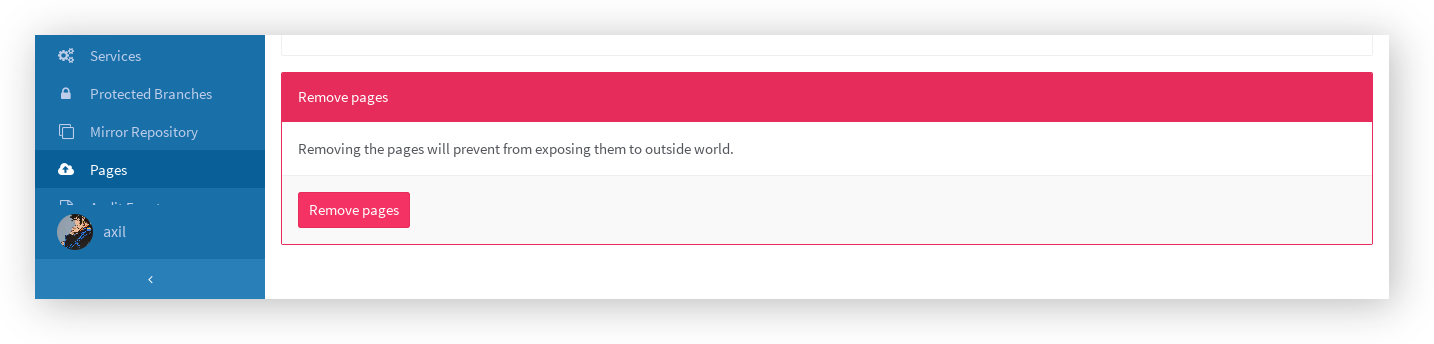 Services
Protected Branches
Mirror Repository
Pages
axil
Remove pages
Removing the pages will prevent from exposing them to outside world.
Remove pages